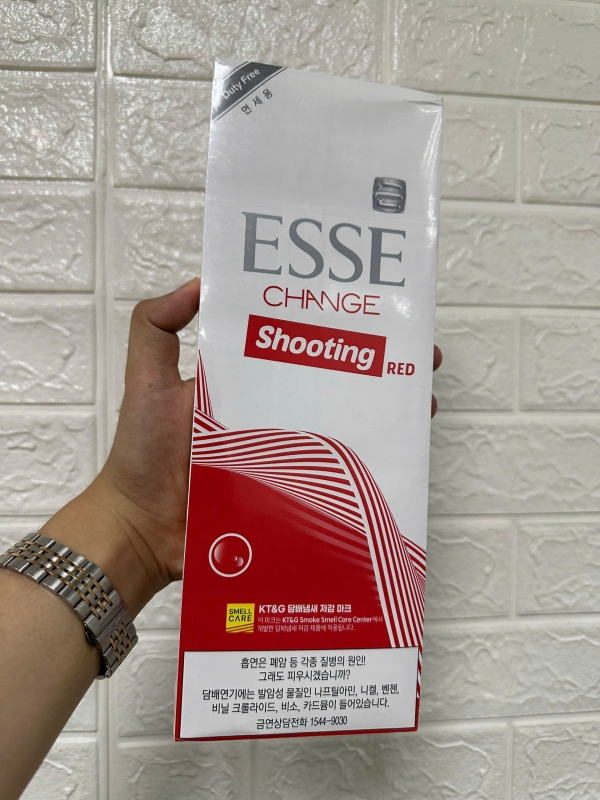 Duty Free
면세용
ESSE
CHANGE
Shooting RED
SMELL
CARE
KT&G 담배냄새 저감 마크
이 마크는 KT&G Smoke Smell Care Center에서
개발한 담배냄새 저감 제품에 적용됩니다.
흡연은 폐암 등 각종 질병의 원인!
그래도 피우시겠습니까?
담배연기에는 발암성 물질인 나프틸아민, 니켈, 벤젠,
비닐 크롤라이드, 비소, 카드뮴이 들어있습니다.
금연상담전화 1544-9030